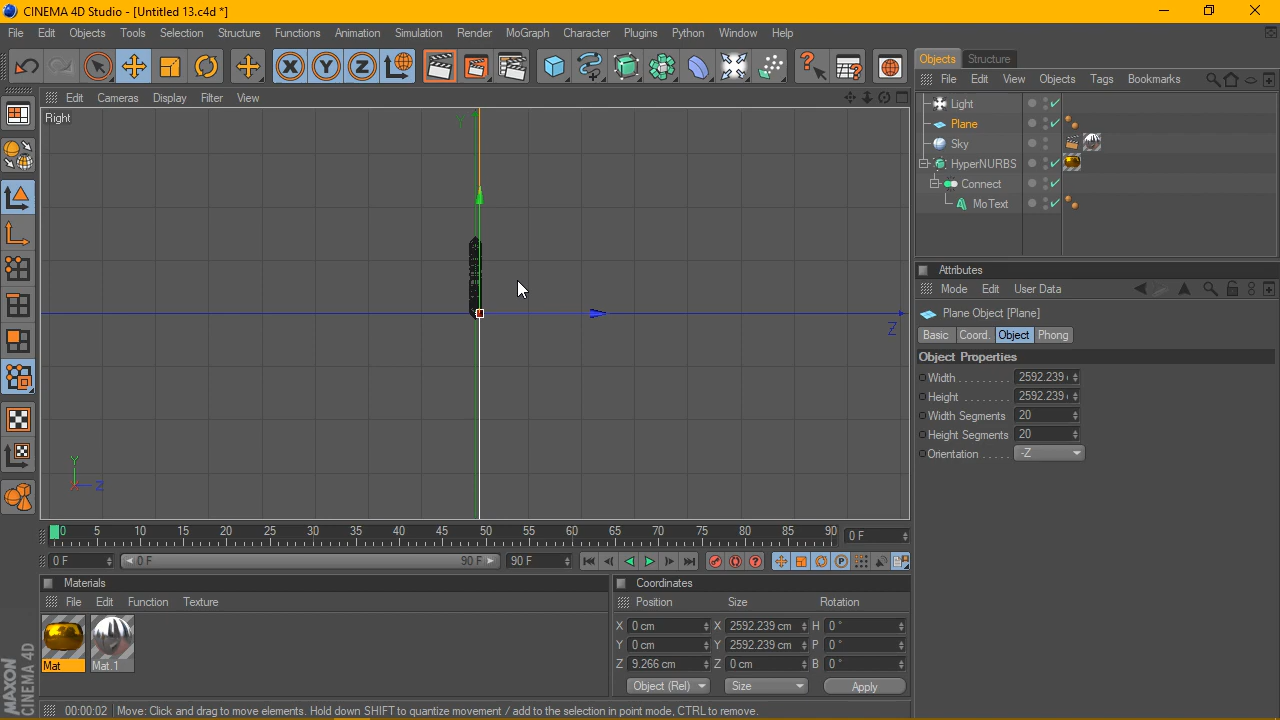 CINEMA 4D Studio - [Untitled 13.c4d *]
File Edit Objects Tools Selection Structure Functions Animation Simulation Render MoGraph Character Plugins Python Window Help
Objects Structure
File Edit View Objects Tags Bookmarks
Edit Cameras Display Filter View
Right
Light
Plane
Sky
HyperNURBS
Connect
MoText
Attributes
Mode Edit User Data
Plane Object [Plane]
Basic Coord. Object Phong
Object Properties
Width . . . . . . . . 2592.239
Height . . . . . . . 2592.239
Width Segments 20
Height Segments 20
Orientation . . . . . -Z
Y
Z
Y
Z
0 5 10 15 20 25 30 35 40 45 50 55 60 65 70 75 80 85 90 0 F
0 F 0 F 90 F 90 F
Materials
File Edit Function Texture
Mat Mat.1
Coordinates
Position Size Rotation
X 0 cm X 2592.239 cm H 0 °
Y 0 cm Y 2592.239 cm P 0 °
Z 9.266 cm Z 0 cm B 0 °
Object (Rel) Size Apply
MAXON
CINEMA 4D
00:00:02 Move: Click and drag to move elements. Hold down SHIFT to quantize movement / add to the selection in point mode, CTRL to remove.